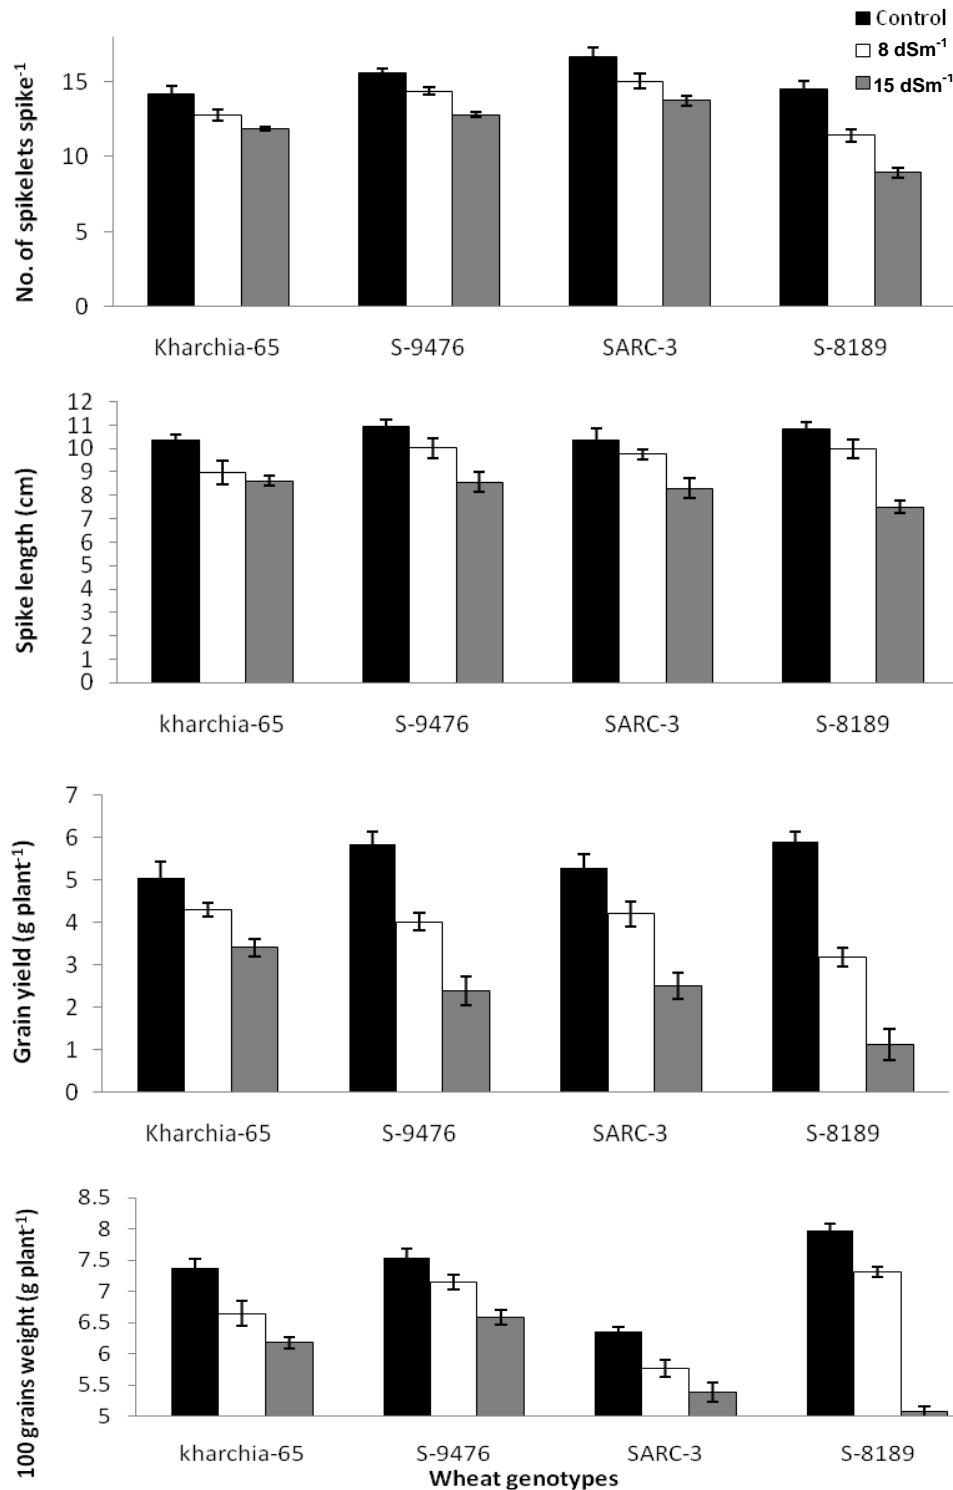 Control
8 dSm⁻¹
15 dSm⁻¹
No. of spikelets spike⁻¹
15
10
5
0
Kharchia-65 S-9476 SARC-3 S-8189
Spike length (cm)
12
11
10
9
8
7
6
5
4
3
2
1
0
kharchia-65 S-9476 SARC-3 S-8189
Grain yield (g plant⁻¹)
7
6
5
4
3
2
1
0
Kharchia-65 S-9476 SARC-3 S-8189
100 grains weight (g plant⁻¹)
8.5
8
7.5
7
6.5
6
5.5
5
kharchia-65 S-9476 SARC-3 S-8189
Wheat genotypes